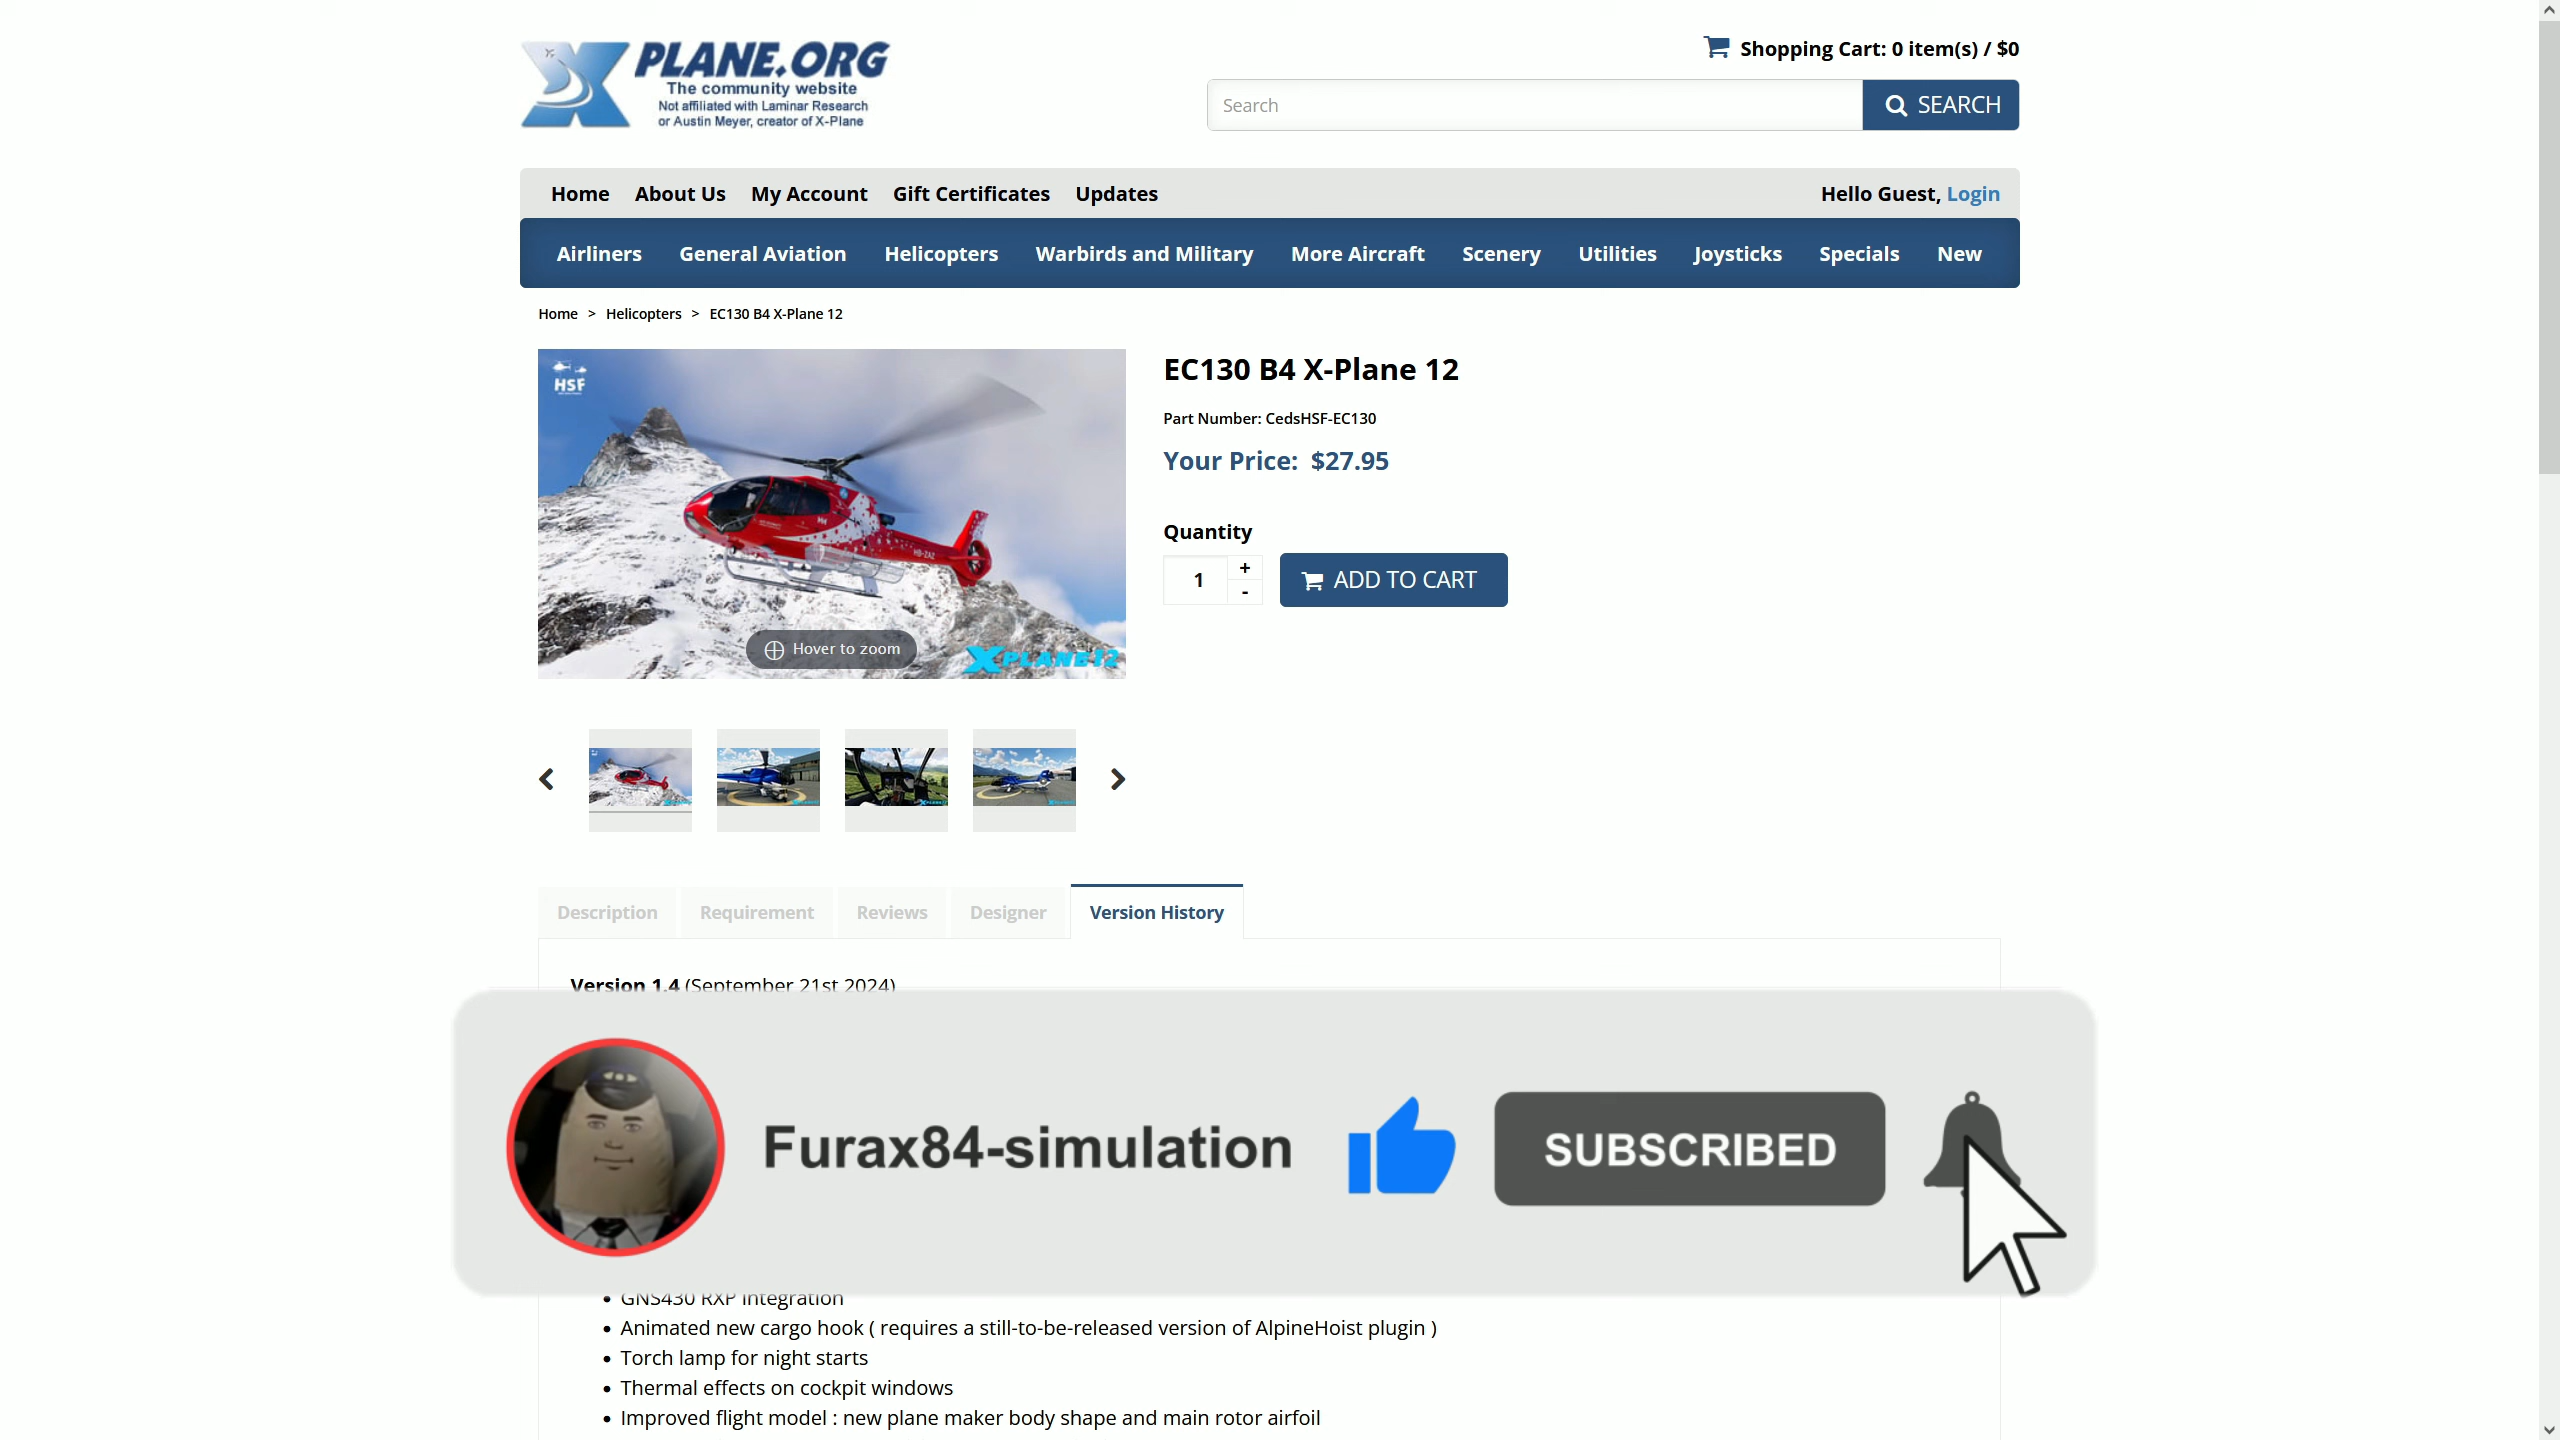 PLANE.ORG
The community website
Not affiliated with Laminar Research
or Austin Meyer, creator of X-Plane
Shopping Cart: 0 item(s) / $0
Search
SEARCH
Home About Us My Account Gift Certificates Updates
Hello Guest, Login
Airliners General Aviation Helicopters Warbirds and Military More Aircraft Scenery Utilities Joysticks Specials New
Home > Helicopters > EC130 B4 X-Plane 12
HSF
HB-ZAZ
Hover to zoom
XPLANE12
EC130 B4 X-Plane 12
Part Number: CedsHSF-EC130
Your Price: $27.95
Quantity
1
+
-
ADD TO CART
Description Requirement Reviews Designer Version History
Version 1.4 (September 21st 2024)
Furax84-simulation
SUBSCRIBED
• GNS430 RXP integration
• Animated new cargo hook ( requires a still-to-be-released version of AlpineHoist plugin )
• Torch lamp for night starts
• Thermal effects on cockpit windows
• Improved flight model : new plane maker body shape and main rotor airfoil